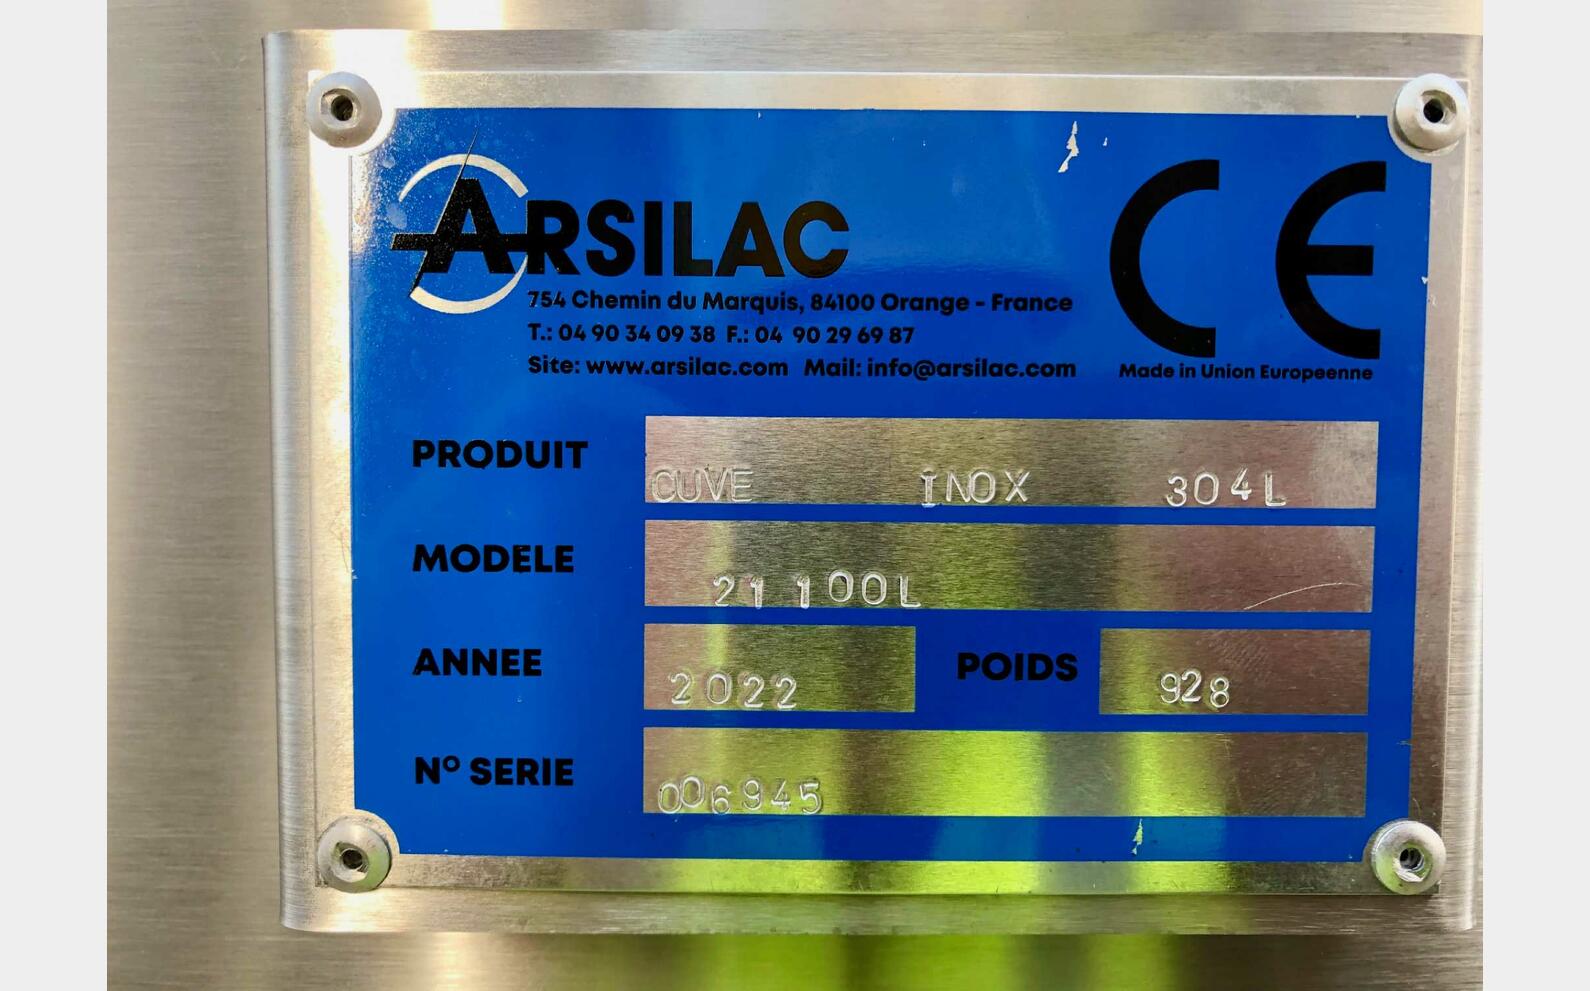 ARSILAC
754 Chemin du Marquis, 84100 Orange - France
T.: 04 90 34 09 38 F.: 04 90 29 69 87
Site: www.arsilac.com Mail: info@arsilac.com
CE
Made in Union Europeenne
PRODUIT CUVE INOX 304L
MODELE 21 100L
ANNEE 2022 POIDS 928
Nº SERIE 006945